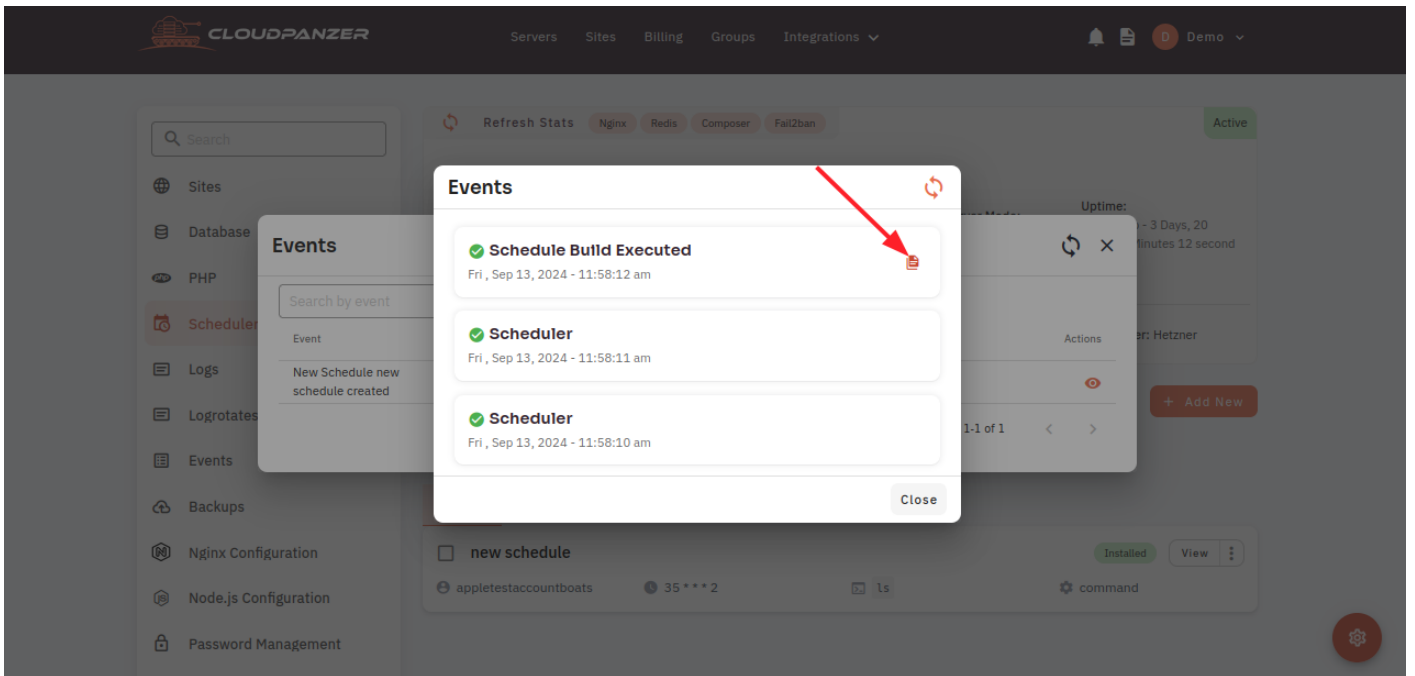 CLOUDPANZER
Servers Sites Billing Groups Integrations
D Demo
Search
Sites
Database
PHP
Scheduler
Logs
Logrotates
Events
Backups
Nginx Configuration
Node.js Configuration
Password Management
Refresh Stats Nginx Redis Composer Fail2ban
Active
Uptime:
- 3 Days, 20
Minutes 12 second
er: Hetzner
+ Add New
Events
Search by event
Event
Actions
New Schedule new
schedule created
1-1 of 1
Events
Schedule Build Executed
Fri , Sep 13, 2024 - 11:58:12 am
Scheduler
Fri , Sep 13, 2024 - 11:58:11 am
Scheduler
Fri , Sep 13, 2024 - 11:58:10 am
Close
new schedule
Installed View
appletestaccountboats 35 * * * 2 ls command